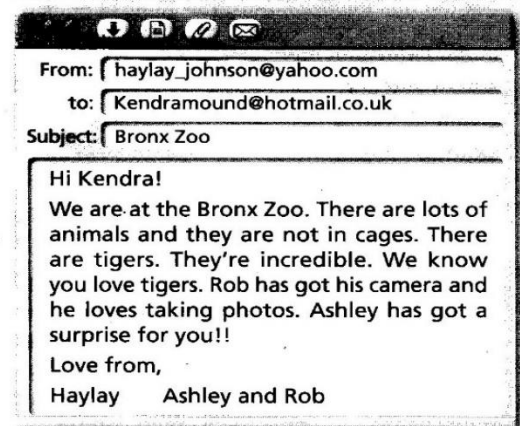 From: haylay_johnson@yahoo.com
to: Kendramound@hotmail.co.uk
Subject: Bronx Zoo
Hi Kendra!
We are at the Bronx Zoo. There are lots of
animals and they are not in cages. There
are tigers. They're incredible. We know
you love tigers. Rob has got his camera and
he loves taking photos. Ashley has got a
surprise for you!!
Love from,
Haylay Ashley and Rob